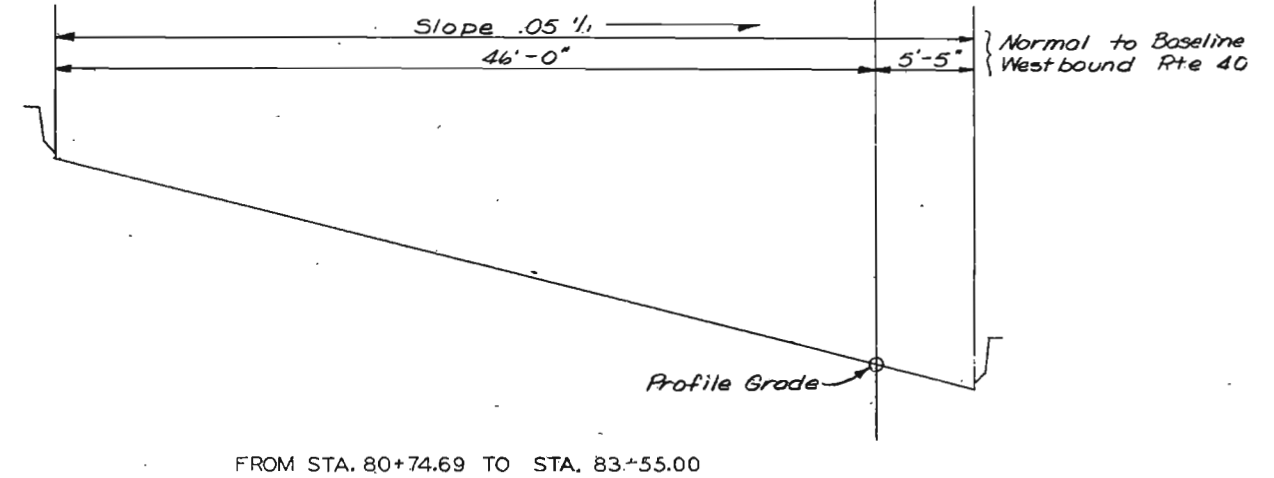 Slope .05 '/,
46'-0"
5'-5"
Normal to Baseline
Westbound Rte 40
Profile Grade
FROM STA. 80+74.69 TO STA. 83+55.00